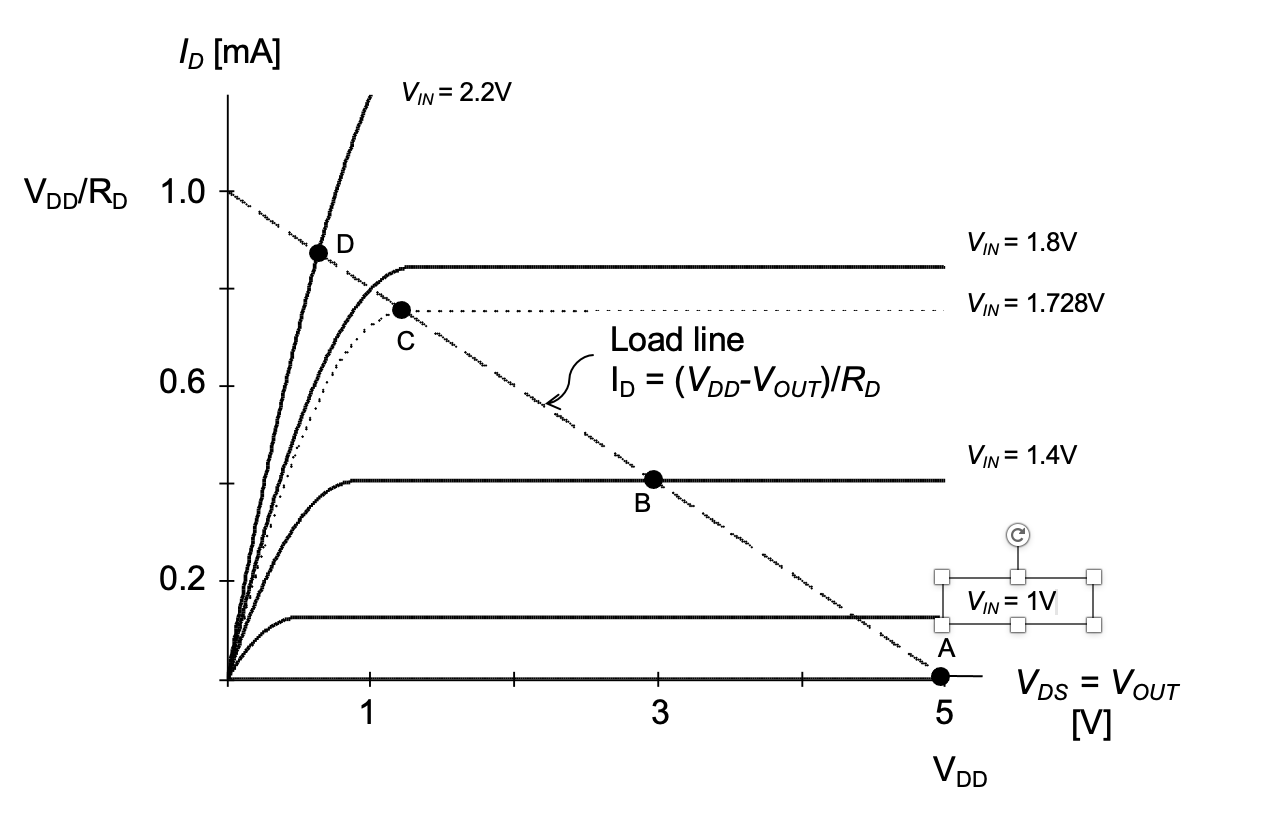 I_D [mA]
V_IN = 2.2V
V_DD/R_D 1.0
D
V_IN = 1.8V
V_IN = 1.728V
C
Load line
I_D = (V_DD-V_OUT)/R_D
0.6
V_IN = 1.4V
B
0.2
V_IN = 1V
A
V_DS = V_OUT
[V]
1 3 5
V_DD